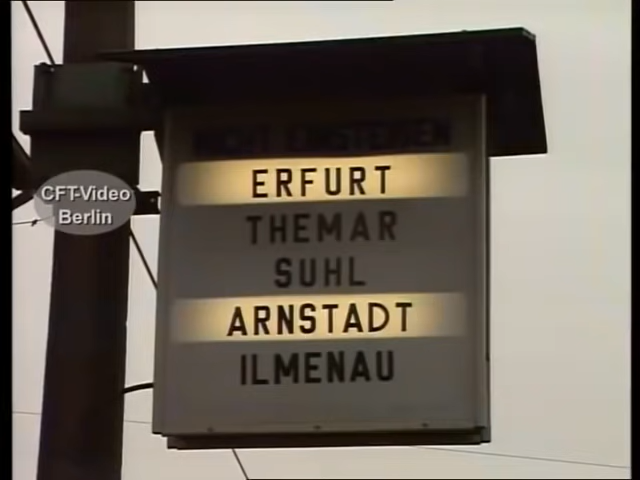 NICHT EINSTEIGEN
ERFURT
CFT-Video
Berlin
THEMAR
SUHL
ARNSTADT
ILMENAU